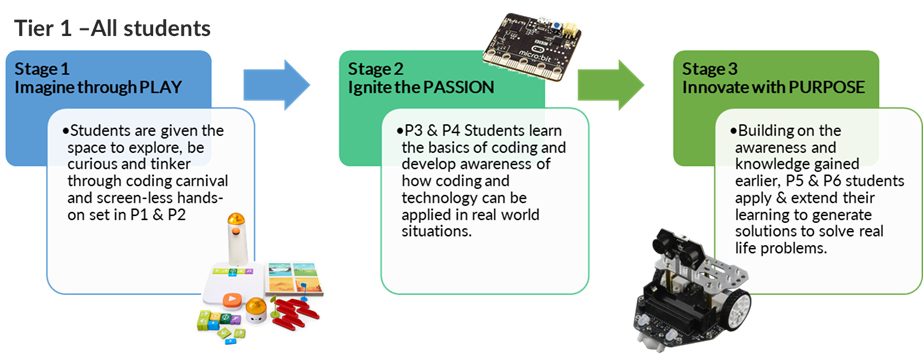 Tier 1 –All students
Stage 1
Imagine through PLAY
•Students are given the
space to explore, be
curious and tinker
through coding carnival
and screen-less hands-
on set in P1 & P2
Stage 2
Ignite the PASSION
micro:bit
•P3 & P4 Students learn
the basics of coding and
develop awareness of
how coding and
technology can be
applied in real world
situations.
Stage 3
Innovate with PURPOSE
•Building on the
awareness and
knowledge gained
earlier, P5 & P6 students
apply & extend their
learning to generate
solutions to solve real
life problems.